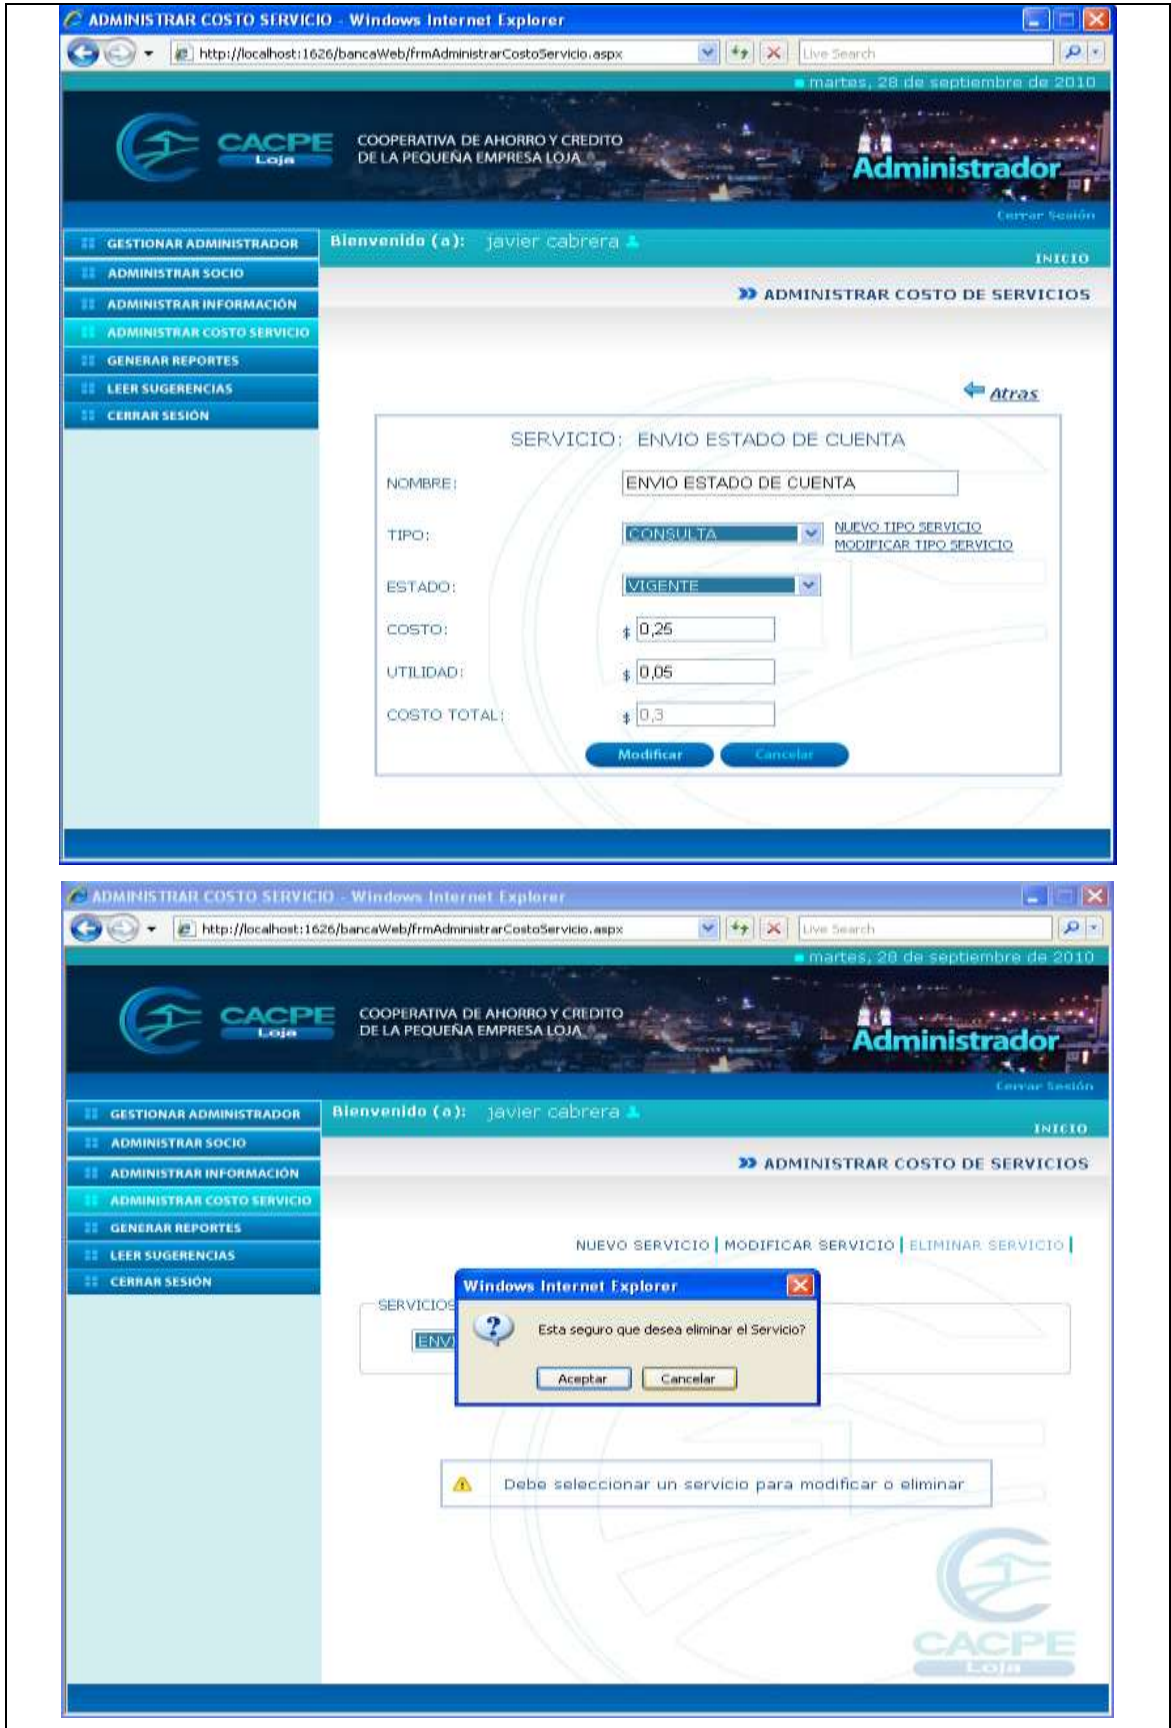 ADMINISTRAR COSTO SERVICIO - Windows Internet Explorer
http://localhost:1626/bancaWeb/frmAdministrarCostoServicio.aspx
Live Search
martes, 28 de septiembre de 2010
CACPE
Loja
COOPERATIVA DE AHORRO Y CREDITO
DE LA PEQUEÑA EMPRESA LOJA
Administrador
Cerrar Sesión
GESTIONAR ADMINISTRADOR
Bienvenido (a): javier cabrera
INICIO
ADMINISTRAR SOCIO
ADMINISTRAR INFORMACIÓN
ADMINISTRAR COSTO SERVICIO
GENERAR REPORTES
LEER SUGERENCIAS
CERRAR SESIÓN
ADMINISTRAR COSTO DE SERVICIOS
Atras
SERVICIO: ENVIO ESTADO DE CUENTA
NOMBRE: ENVIO ESTADO DE CUENTA
TIPO: CONSULTA
NUEVO TIPO SERVICIO
MODIFICAR TIPO SERVICIO
ESTADO: VIGENTE
COSTO: $ 0,25
UTILIDAD: $ 0,05
COSTO TOTAL: $ 0,3
Modificar Cancelar
ADMINISTRAR COSTO SERVICIO - Windows Internet Explorer
http://localhost:1626/bancaWeb/frmAdministrarCostoServicio.aspx
Live Search
martes, 28 de septiembre de 2010
CACPE
Loja
COOPERATIVA DE AHORRO Y CREDITO
DE LA PEQUEÑA EMPRESA LOJA
Administrador
Cerrar Sesión
GESTIONAR ADMINISTRADOR
Bienvenido (a): javier cabrera
INICIO
ADMINISTRAR SOCIO
ADMINISTRAR INFORMACIÓN
ADMINISTRAR COSTO SERVICIO
GENERAR REPORTES
LEER SUGERENCIAS
CERRAR SESIÓN
ADMINISTRAR COSTO DE SERVICIOS
NUEVO SERVICIO | MODIFICAR SERVICIO | ELIMINAR SERVICIO |
Windows Internet Explorer
SERVICIOS
Esta seguro que desea eliminar el Servicio?
ENVI
Aceptar Cancelar
Debe seleccionar un servicio para modificar o eliminar
CACPE
Loja